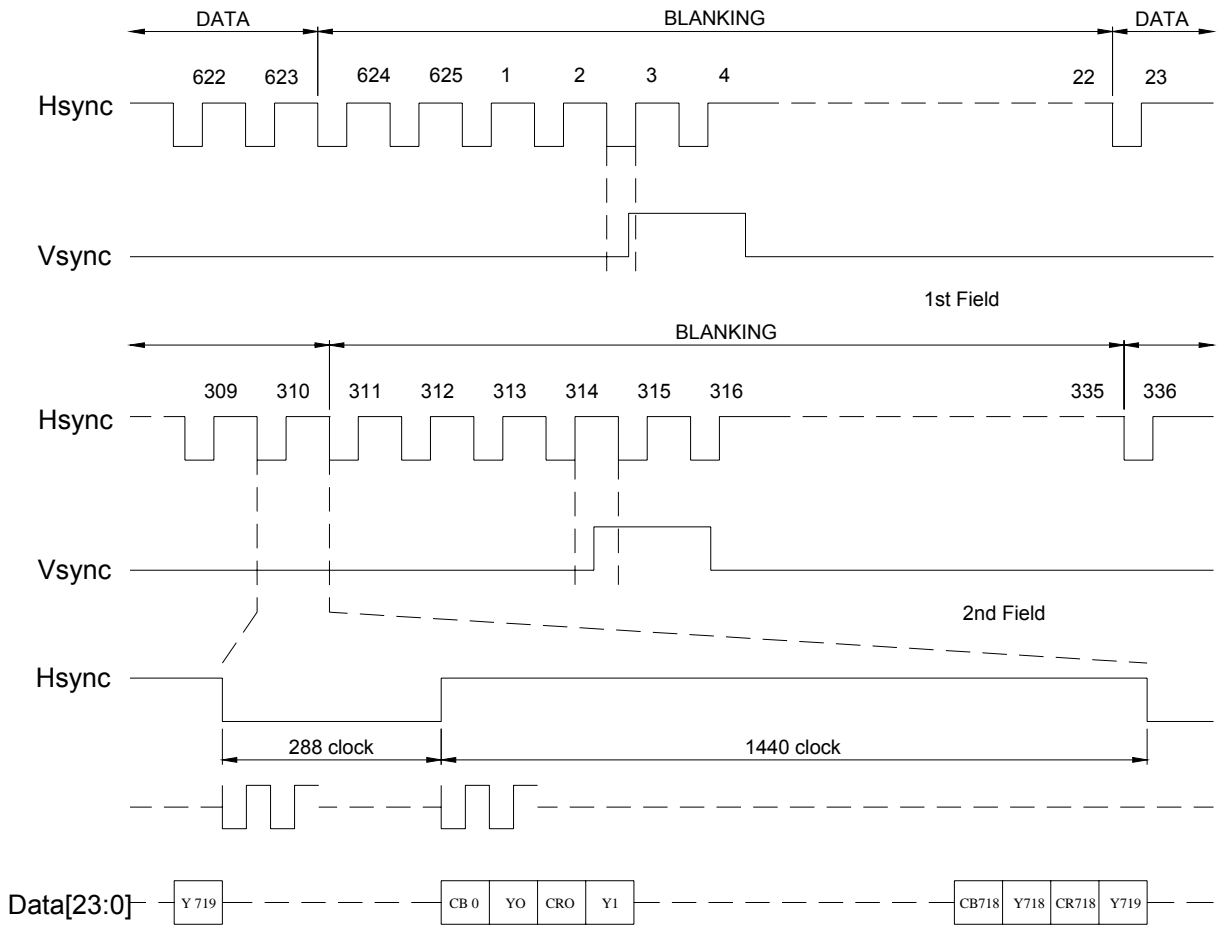 DATA BLANKING DATA
622 623 624 625 1 2 3 4 22 23
Hsync
Vsync
1st Field
BLANKING
309 310 311 312 313 314 315 316 335 336
Hsync
Vsync
2nd Field
Hsync
288 clock 1440 clock
Data[23:0] Y 719 CB 0 YO CRO Y1 CB718 Y718 CR718 Y719